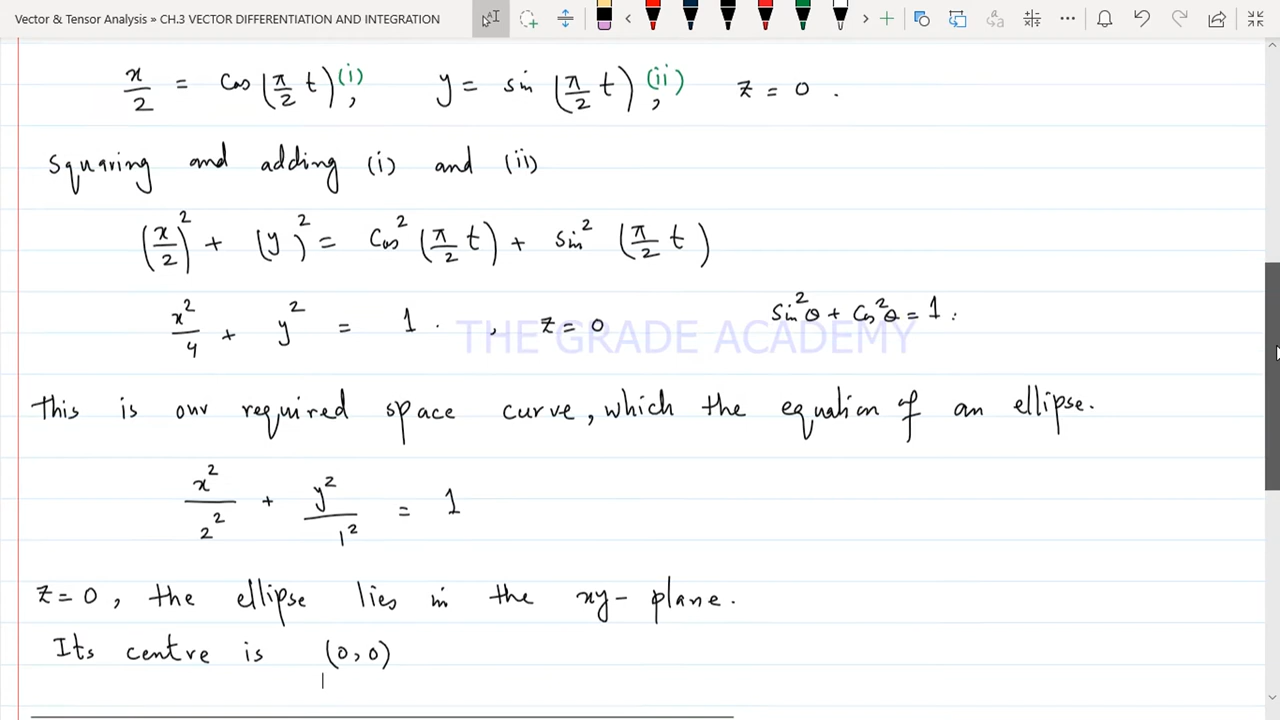 Vector & Tensor Analysis » CH.3 VECTOR DIFFERENTIATION AND INTEGRATION
x/2 = cos(π/2 t) (i), y = sin(π/2 t) (ii), z = 0.
Squaring and adding (i) and (ii)
(x/2)² + (y)² = cos²(π/2 t) + sin²(π/2 t)
x²/4 + y² = 1. , z = 0 sin²θ + cos²θ = 1.
THE GRADE ACADEMY
This is our required space curve, which the equation of an ellipse.
x²/2² + y²/1² = 1
z = 0, the ellipse lies in the xy-plane.
Its centre is (0,0)